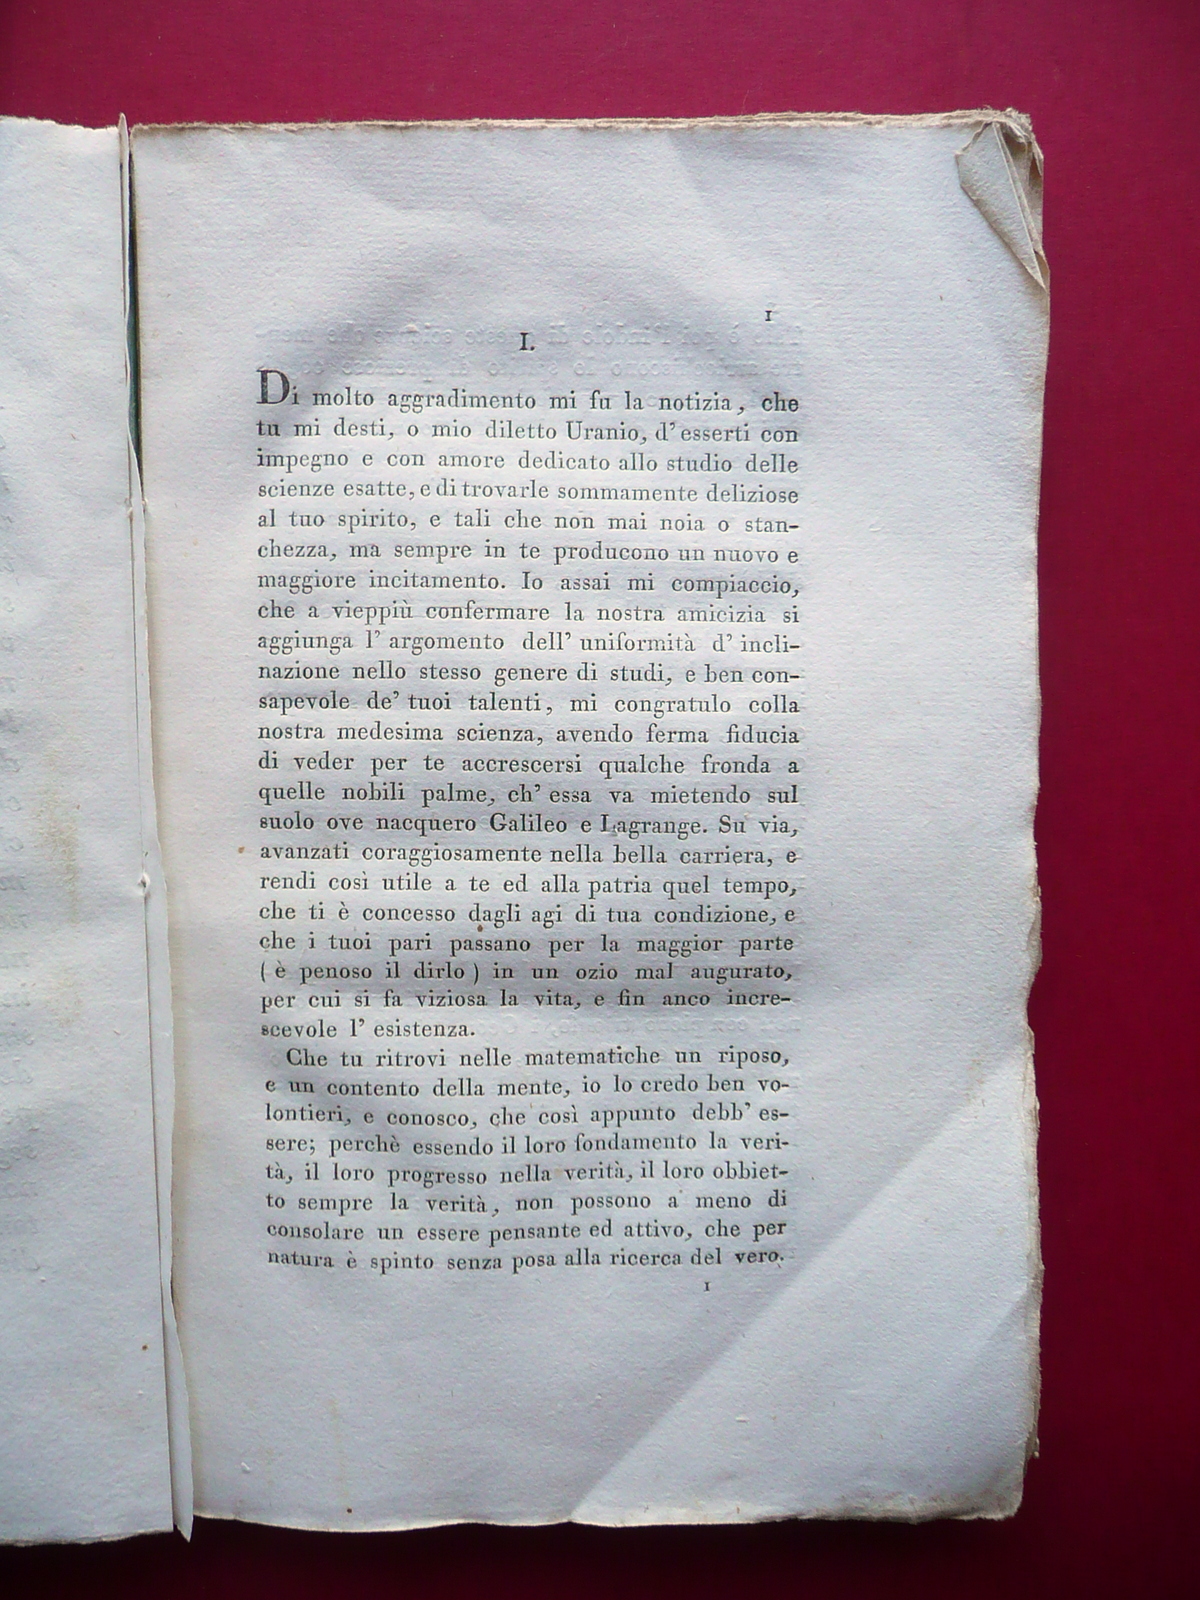 1
I.
Di molto aggradimento mi fu la notizia, che
tu mi desti, o mio diletto Uranio, d' esserti con
impegno e con amore dedicato allo studio delle
scienze esatte, e di trovarle sommamente deliziose
al tuo spirito, e tali che non mai noia o stan-
chezza, ma sempre in te producono un nuovo e
maggiore incitamento. Io assai mi compiaccio,
che a vieppiù confermare la nostra amicizia si
aggiunga l' argomento dell' uniformità d' incli-
nazione nello stesso genere di studi, e ben con-
sapevole de' tuoi talenti, mi congratulo colla
nostra medesima scienza, avendo ferma fiducia
di veder per te accrescersi qualche fronda a
quelle nobili palme, ch' essa va mietendo sul
suolo ove nacquero Galileo e Lagrange. Su via,
avanzati coraggiosamente nella bella carriera, e
rendi così utile a te ed alla patria quel tempo,
che ti è concesso dagli agi di tua condizione, e
che i tuoi pari passano per la maggior parte
( è penoso il dirlo ) in un ozio mal augurato,
per cui si fa viziosa la vita, e fin anco incre-
scevole l' esistenza.
Che tu ritrovi nelle matematiche un riposo,
e un contento della mente, io lo credo ben vo-
lontieri, e conosco, che così appunto debb' es-
sere; perchè essendo il loro fondamento la veri-
tà, il loro progresso nella verità, il loro obbiet-
to sempre la verità, non possono a meno di
consolare un essere pensante ed attivo, che per
natura è spinto senza posa alla ricerca del vero.
1